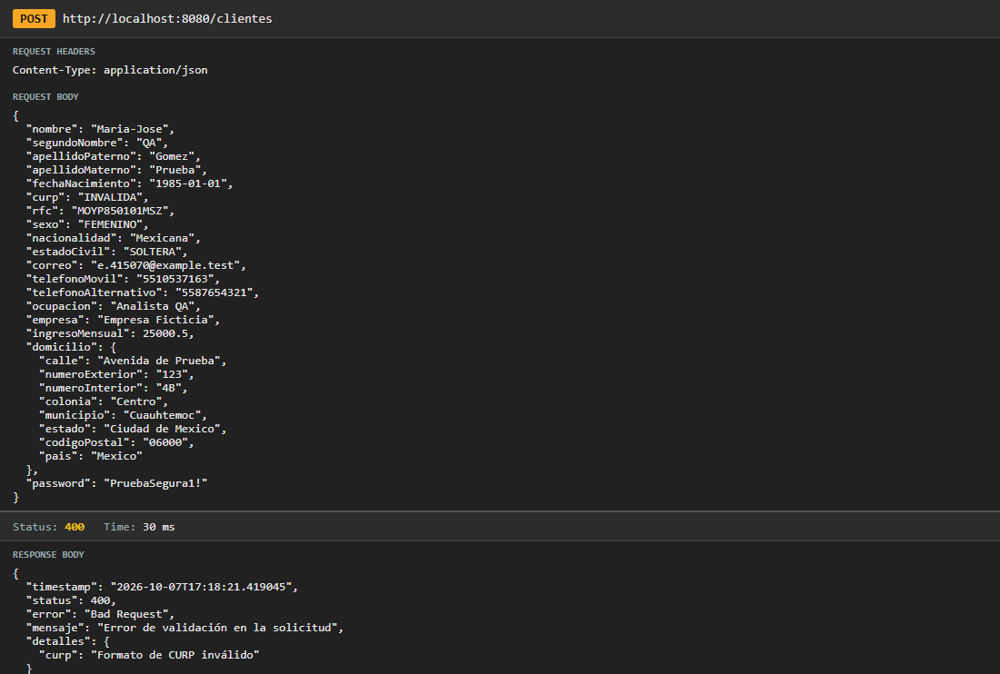 POST http://localhost:8080/clientes
REQUEST HEADERS
Content-Type: application/json
REQUEST BODY
{
  "nombre": "Maria-Jose",
  "segundoNombre": "QA",
  "apellidoPaterno": "Gomez",
  "apellidoMaterno": "Prueba",
  "fechaNacimiento": "1985-01-01",
  "curp": "INVALIDA",
  "rfc": "MOYP850101MSZ",
  "sexo": "FEMENINO",
  "nacionalidad": "Mexicana",
  "estadoCivil": "SOLTERA",
  "correo": "e.415070@example.test",
  "telefonoMovil": "5510537163",
  "telefonoAlternativo": "5587654321",
  "ocupacion": "Analista QA",
  "empresa": "Empresa Ficticia",
  "ingresoMensual": 25000.5,
  "domicilio": {
    "calle": "Avenida de Prueba",
    "numeroExterior": "123",
    "numeroInterior": "4B",
    "colonia": "Centro",
    "municipio": "Cuauhtemoc",
    "estado": "Ciudad de Mexico",
    "codigoPostal": "06000",
    "pais": "Mexico"
  },
  "password": "PruebaSegura1!"
}
Status: 400 Time: 30 ms
RESPONSE BODY
{
  "timestamp": "2026-10-07T17:18:21.419045",
  "status": 400,
  "error": "Bad Request",
  "mensaje": "Error de validación en la solicitud",
  "detalles": {
    "curp": "Formato de CURP inválido"
  }